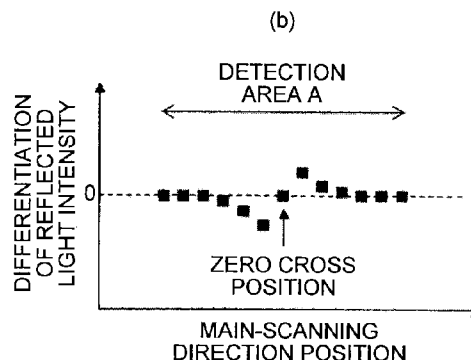 (b)
DETECTION
AREA A
DIFFERENTIATION
OF REFLECTED
LIGHT INTENSITY
0
ZERO CROSS
POSITION
MAIN-SCANNING
DIRECTION POSITION